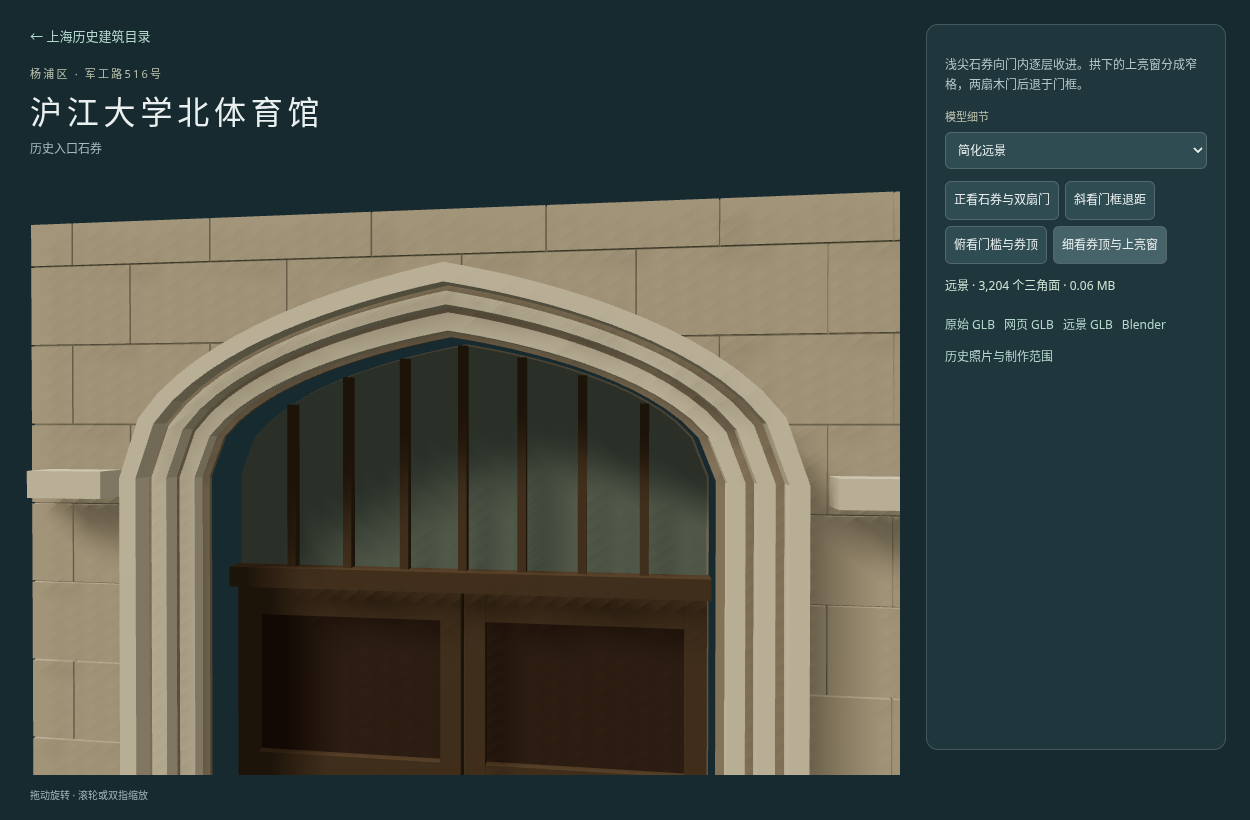 ← 上海历史建筑目录
杨浦区 · 军工路516号
沪江大学北体育馆
历史入口石券
浅尖石券向门内逐层收进。拱下的上亮窗分成窄
格，两扇木门后退于门框。
模型细节
简化远景
正看石券与双扇门 斜看门框退距
俯看门槛与券顶 细看券顶与上亮窗
远景 · 3,204 个三角面 · 0.06 MB
原始 GLB 网页 GLB 远景 GLB Blender
历史照片与制作范围
拖动旋转 · 滚轮或双指缩放